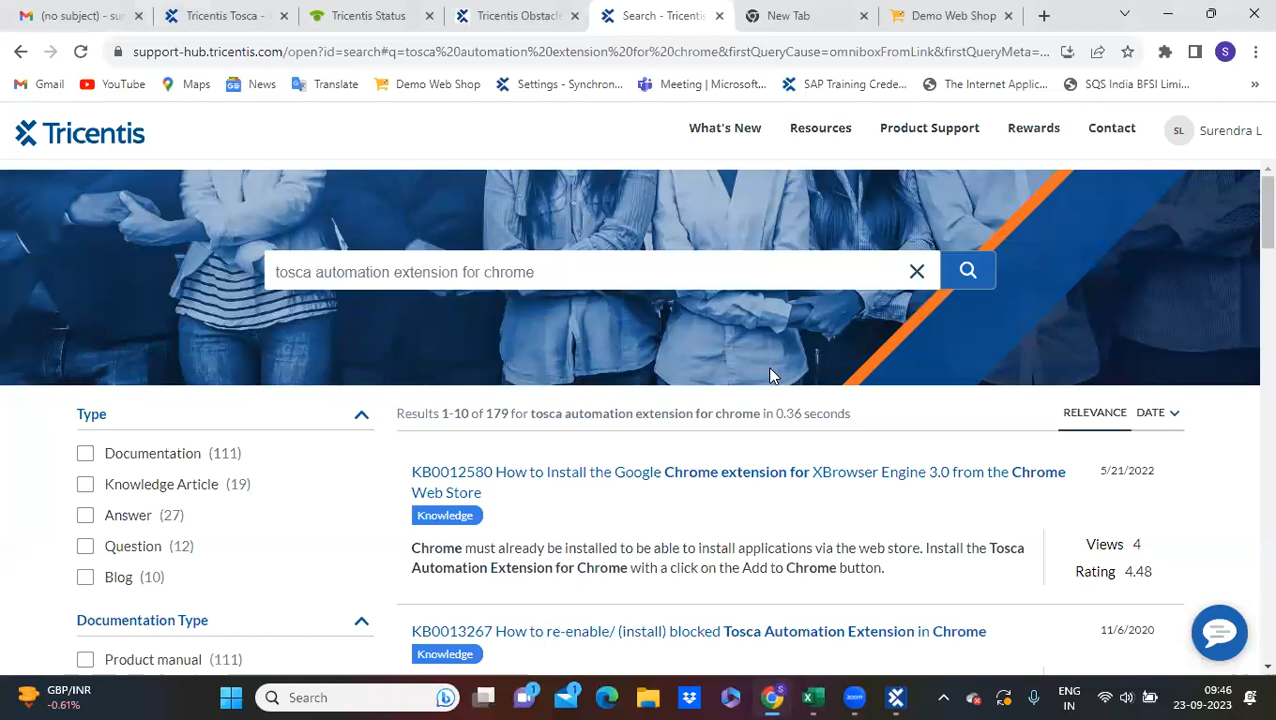 (no subject) - su
Tricentis Tosca -
Tricentis Status
Tricentis Obstacle
Search - Tricentis
New Tab
Demo Web Shop
support-hub.tricentis.com/open?id=search#q=tosca%20automation%20extension%20for%20chrome&firstQueryCause=omniboxFromLink&firstQueryMeta=...
S
Gmail
YouTube
Maps
News
Translate
Demo Web Shop
Settings - Synchron...
Meeting | Microsoft...
SAP Training Crede...
The Internet Applic...
SQS India BFSI Limi...
»
Tricentis
What's New
Resources
Product Support
Rewards
Contact
SL
Surendra L
tosca automation extension for chrome
Type
Results 1-10 of 179 for tosca automation extension for chrome in 0.36 seconds
RELEVANCE
DATE
Documentation (111)
Knowledge Article (19)
Answer (27)
Question (12)
Blog (10)
Documentation Type
Product manual (111)
KB0012580 How to Install the Google Chrome extension for XBrowser Engine 3.0 from the Chrome
Web Store
5/21/2022
Knowledge
Chrome must already be installed to be able to install applications via the web store. Install the Tosca
Automation Extension for Chrome with a click on the Add to Chrome button.
Views 4
Rating 4.48
KB0013267 How to re-enable/ (install) blocked Tosca Automation Extension in Chrome
11/6/2020
Knowledge
GBP/INR
-0.61%
Search
zoom
ENG
IN
09:46
23-09-2023